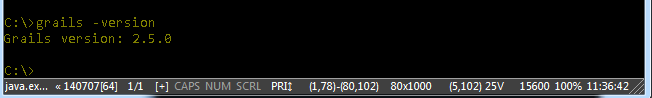 C:\>grails -version
Grails version: 2.5.0
C:\>
java.ex... « 140707[64] 1/1 [+] CAPS NUM SCRL PRI↕ (1,78)-(80,102) 80x1000 (5,102) 25V 15600 100% 11:36:42